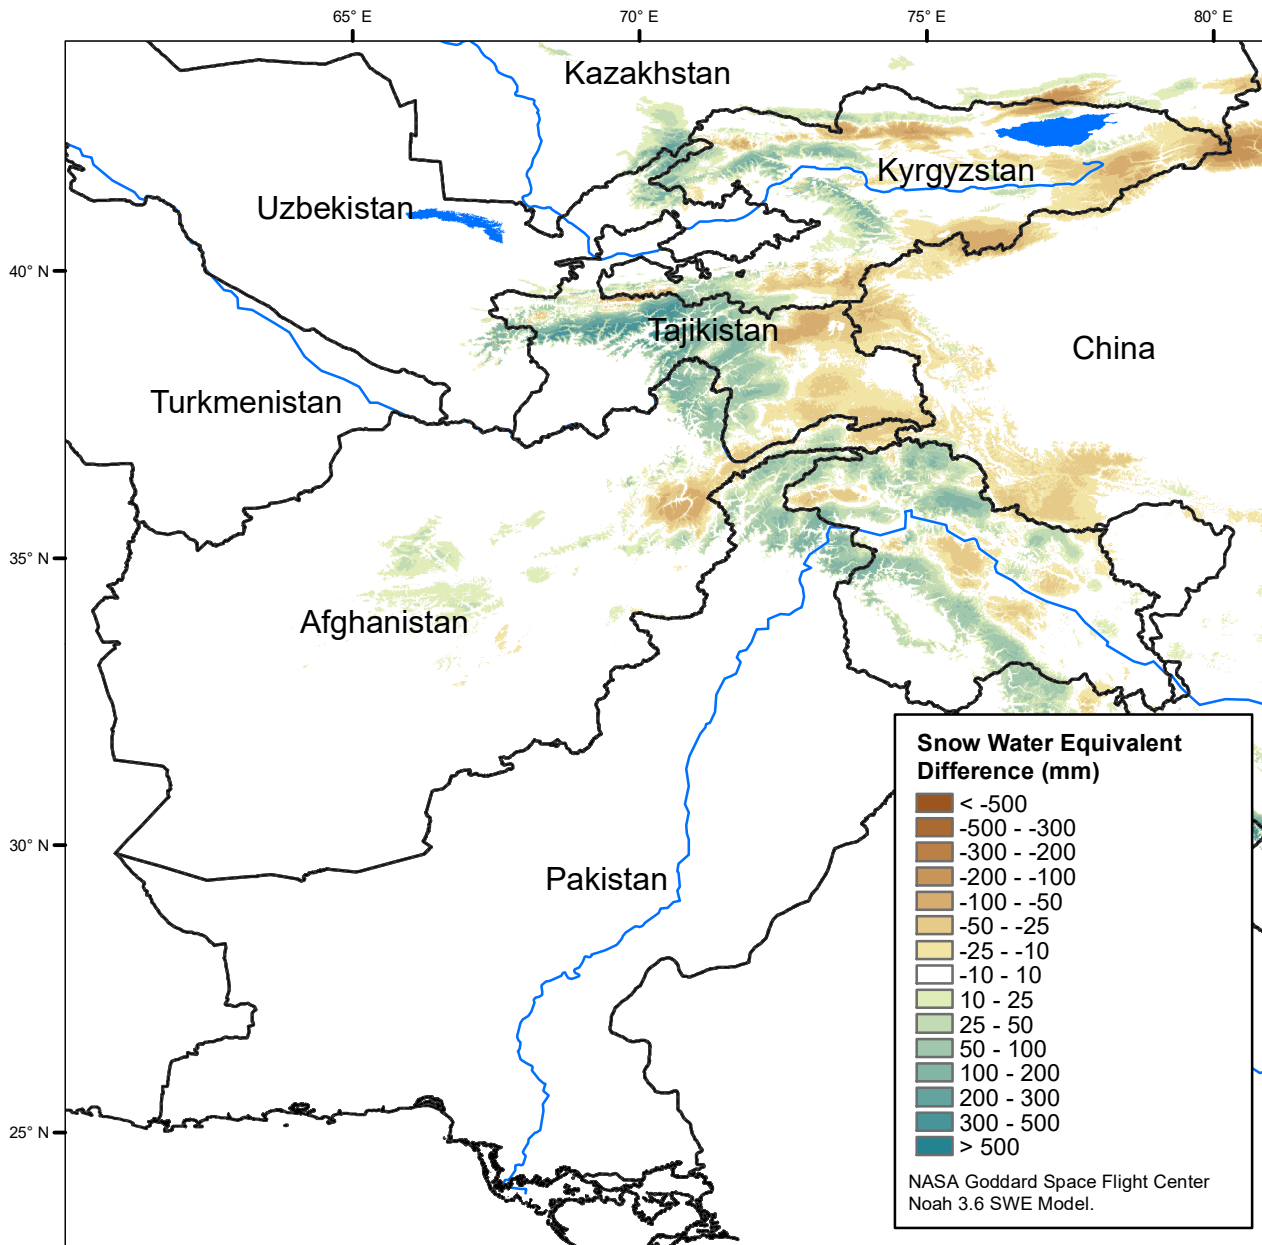 65° E
70° E
75° E
80° E
Kazakhstan
Kyrgyzstan
Uzbekistan
40° N
Tajikistan
China
Turkmenistan
35° N
Afghanistan
Snow Water Equivalent
Difference (mm)
< -500
-500 - -300
-300 - -200
-200 - -100
-100 - -50
-50 - -25
-25 - -10
-10 - 10
10 - 25
25 - 50
50 - 100
100 - 200
200 - 300
300 - 500
> 500
30° N
Pakistan
25° N
NASA Goddard Space Flight Center
Noah 3.6 SWE Model.